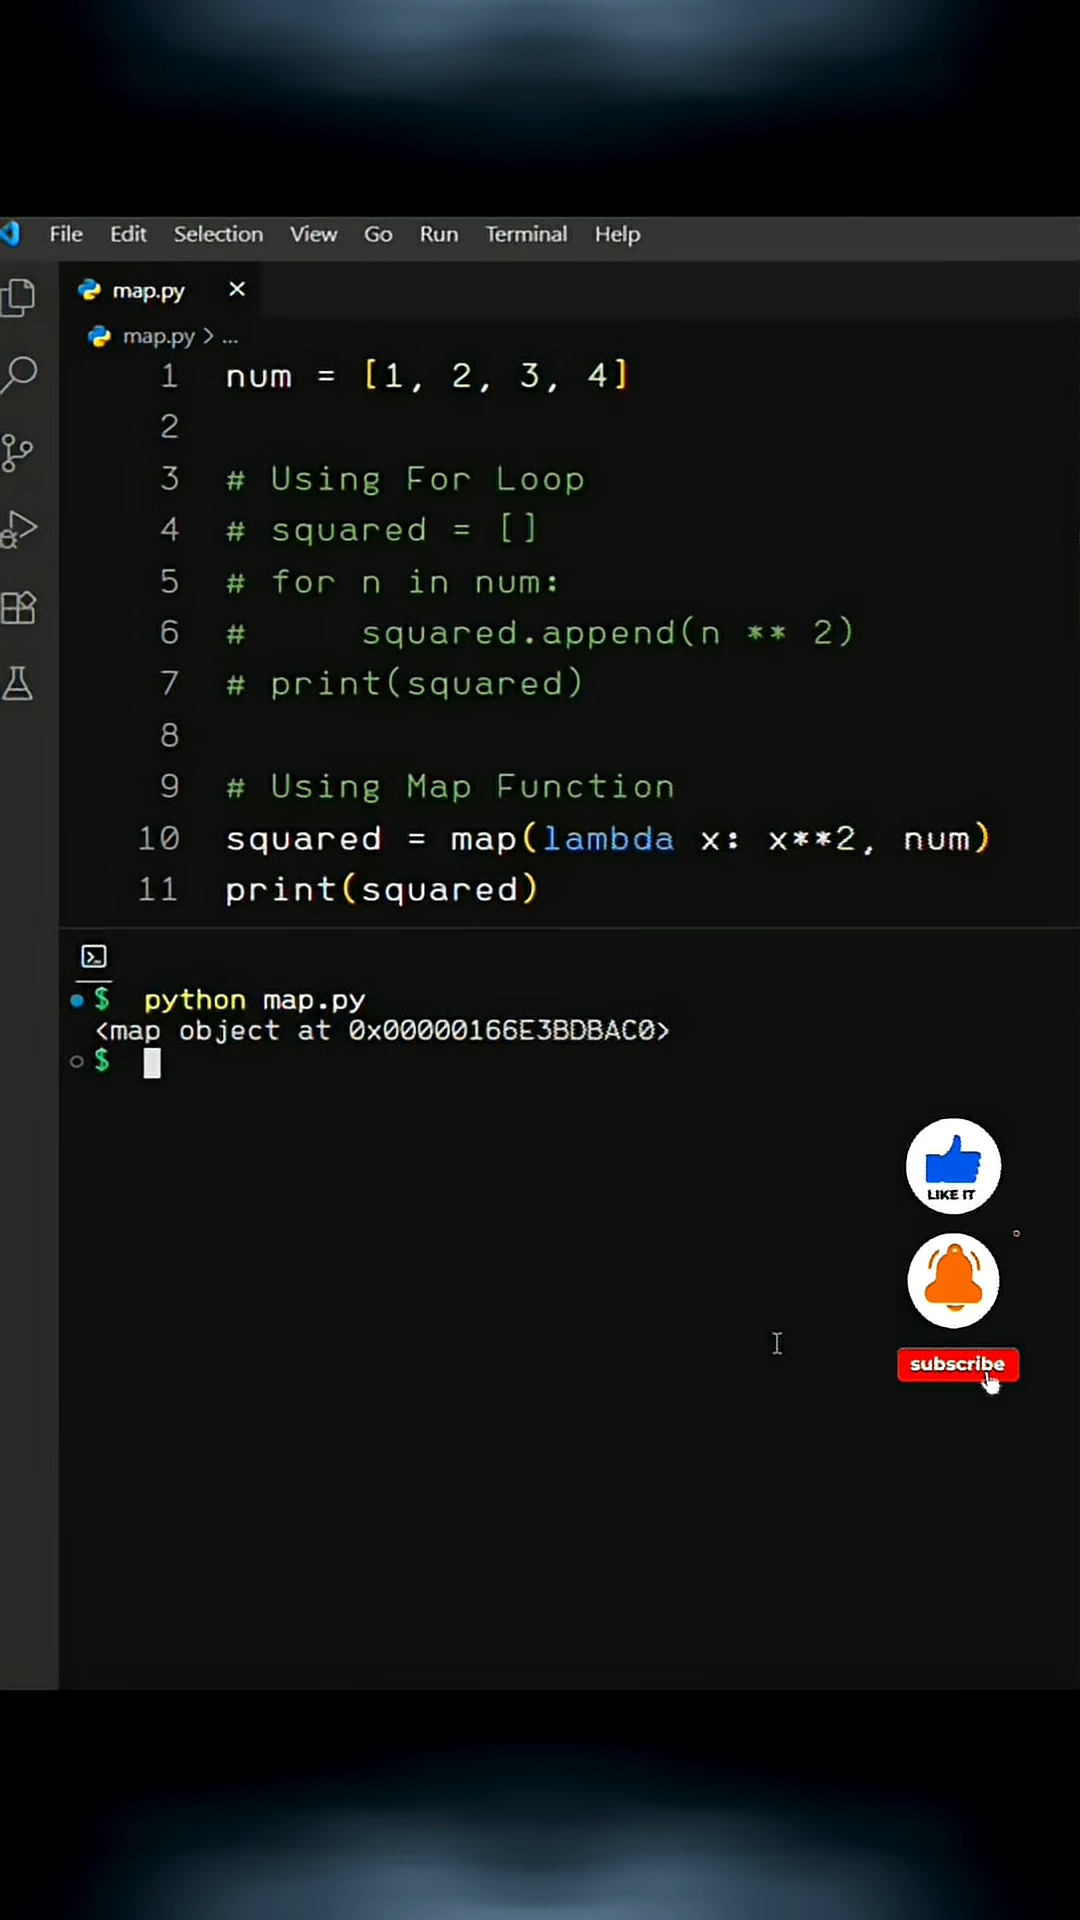 File Edit Selection View Go Run Terminal Help
map.py ×
map.py > ...
1 num = [1, 2, 3, 4]
2
3 # Using For Loop
4 # squared = []
5 # for n in num:
6 #     squared.append(n ** 2)
7 # print(squared)
8
9 # Using Map Function
10 squared = map(lambda x: x**2, num)
11 print(squared)
$ python map.py
<map object at 0x00000166E3BDBAC0>
$
LIKE IT
subscribe